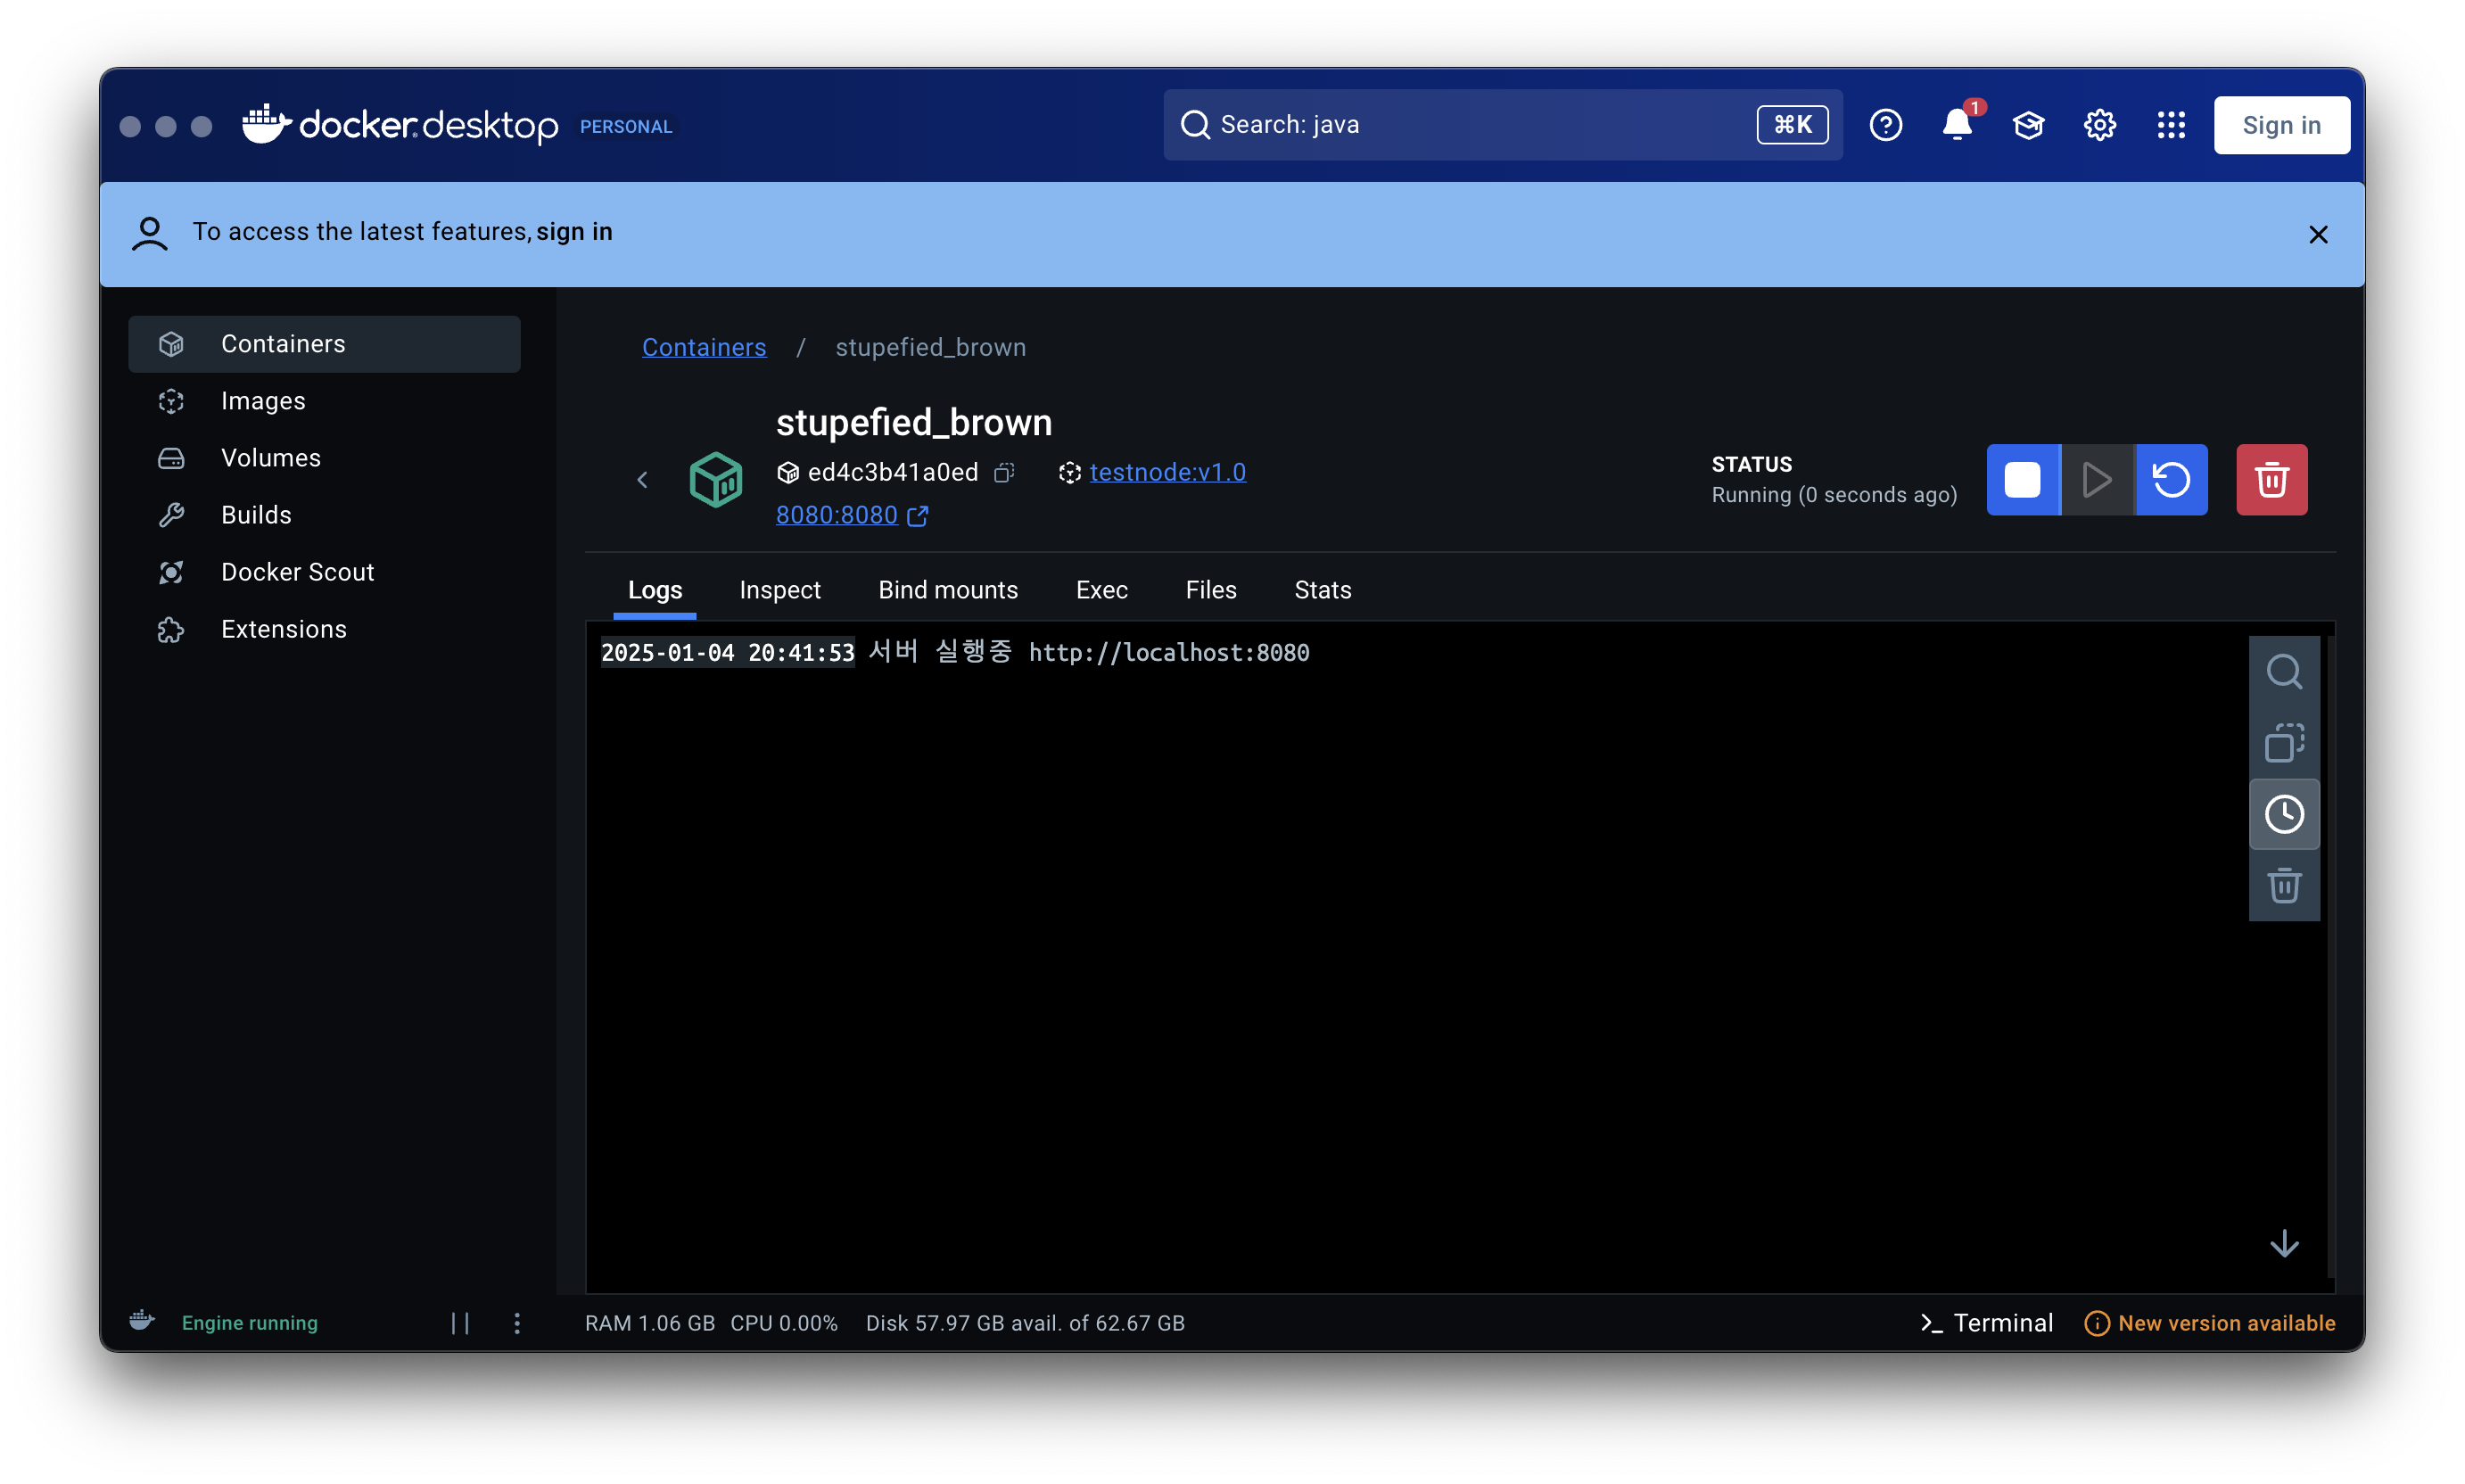 docker.desktop PERSONAL
Search: java ⌘K
1
Sign in
To access the latest features, sign in
Containers
Images
Volumes
Builds
Docker Scout
Extensions
Containers / stupefied_brown
stupefied_brown
ed4c3b41a0ed testnode:v1.0
8080:8080
STATUS
Running (0 seconds ago)
Logs Inspect Bind mounts Exec Files Stats
2025-01-04 20:41:53 서버 실행중 http://localhost:8080
Engine running
RAM 1.06 GB CPU 0.00% Disk 57.97 GB avail. of 62.67 GB
Terminal
New version available